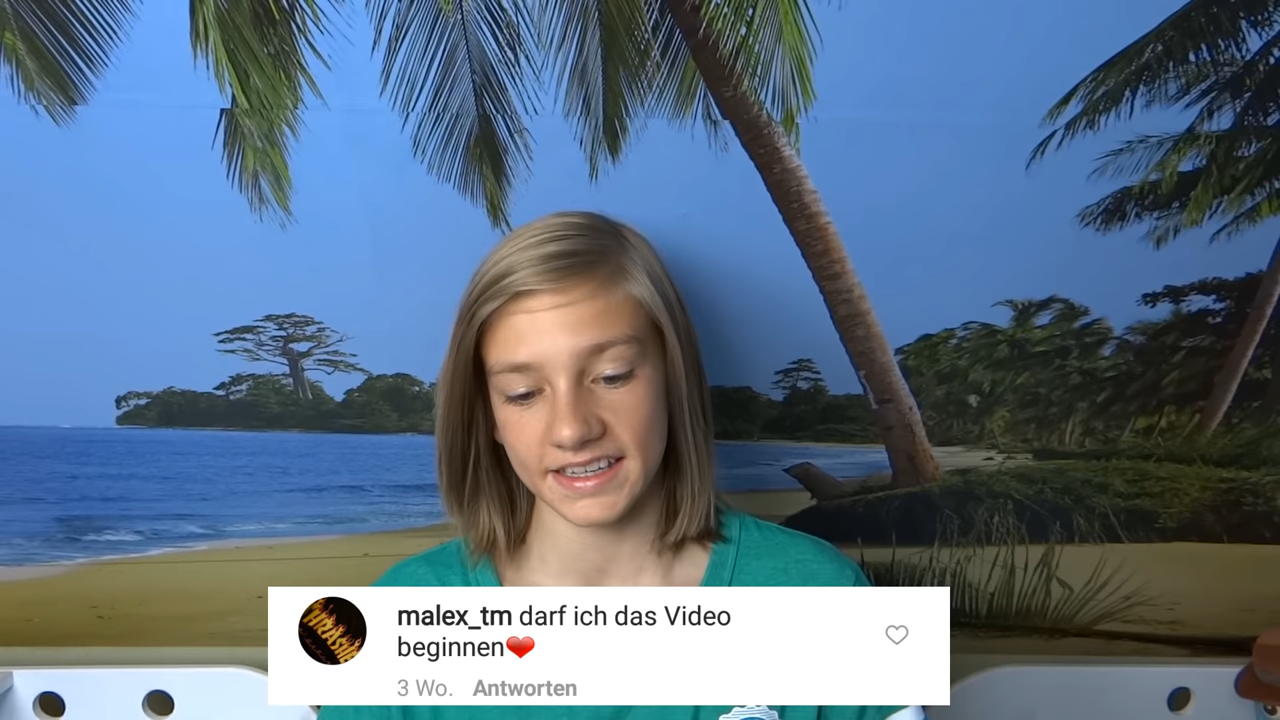 malex_tm darf ich das Video
beginnen❤️
3 Wo. Antworten